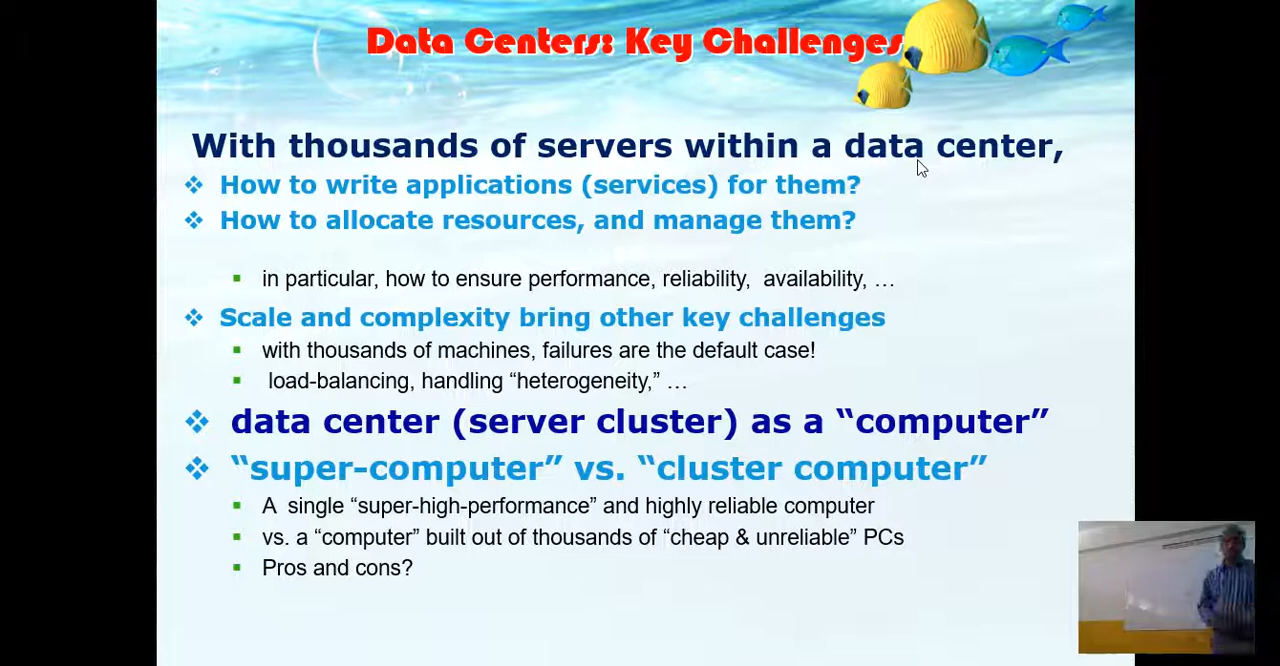 Data Centers: Key Challenges
With thousands of servers within a data center,
How to write applications (services) for them?
How to allocate resources, and manage them?
in particular, how to ensure performance, reliability,  availability, …
Scale and complexity bring other key challenges
with thousands of machines, failures are the default case!
load-balancing, handling “heterogeneity,” …
data center (server cluster) as a “computer”
“super-computer” vs. “cluster computer”
A  single “super-high-performance” and highly reliable computer
vs. a “computer” built out of thousands of “cheap & unreliable” PCs
Pros and cons?